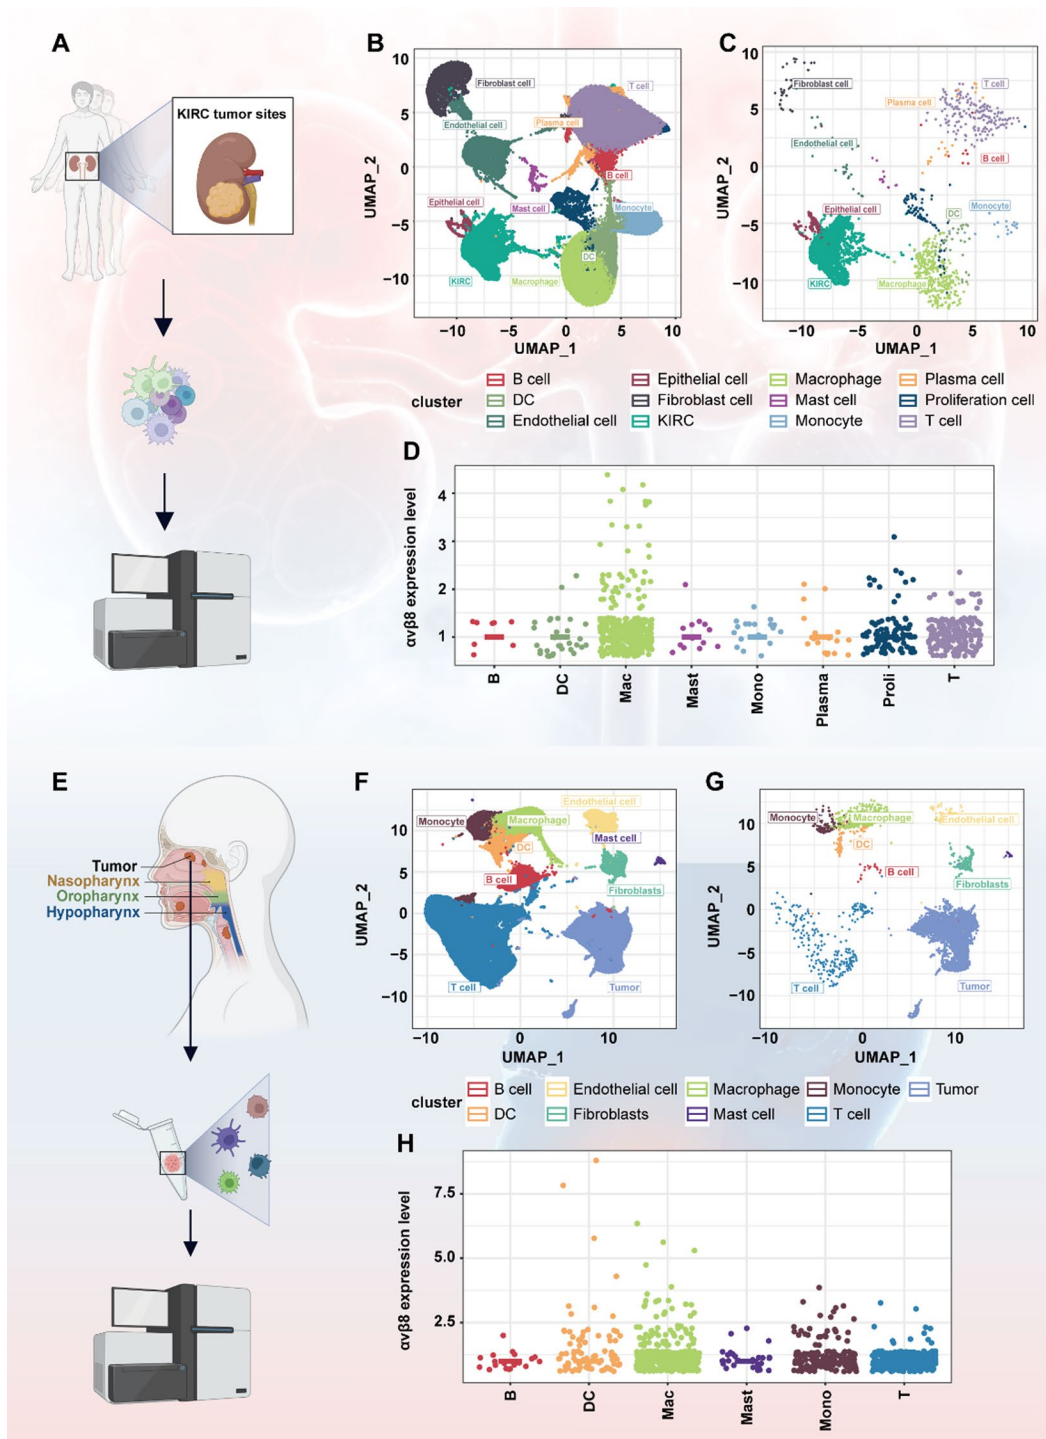 A
KIRC tumor sites
B
10
5
0
−5
−10
UMAP_2
Fibroblast cell
T cell
Plasma cell
Endothelial cell
B cell
Epithelial cell
Mast cell
Monocyte
DC
KIRC
Macrophage
−10 −5 0 5 10
UMAP_1
C
10
5
0
−5
−10
UMAP_2
Fibroblast cell
T cell
Plasma cell
Endothelial cell
B cell
Epithelial cell
DC
Monocyte
KIRC
Macrophage
−10 −5 0 5 10
UMAP_1
cluster
B cell Epithelial cell Macrophage Plasma cell
DC Fibroblast cell Mast cell Proliferation cell
Endothelial cell KIRC Monocyte T cell
D
αvβ8 expression level
4
3
2
1
B DC Mac Mast Mono Plasma Proli T
E
Tumor
Nasopharynx
Oropharynx
Hypopharynx
F
10
5
0
−5
−10
UMAP_2
Endothelial cell
Monocyte
Macrophage
Mast cell
DC
B cell
Fibroblasts
T cell
Tumor
−10 0 10
UMAP_1
G
10
5
0
−5
−10
UMAP_2
Monocyte
Macrophage
Endothelial cell
DC
B cell
Fibroblasts
T cell
Tumor
−10 0 10
UMAP_1
cluster
B cell Endothelial cell Macrophage Monocyte Tumor
DC Fibroblasts Mast cell T cell
H
αvβ8 expression level
7.5
5.0
2.5
B DC Mac Mast Mono T